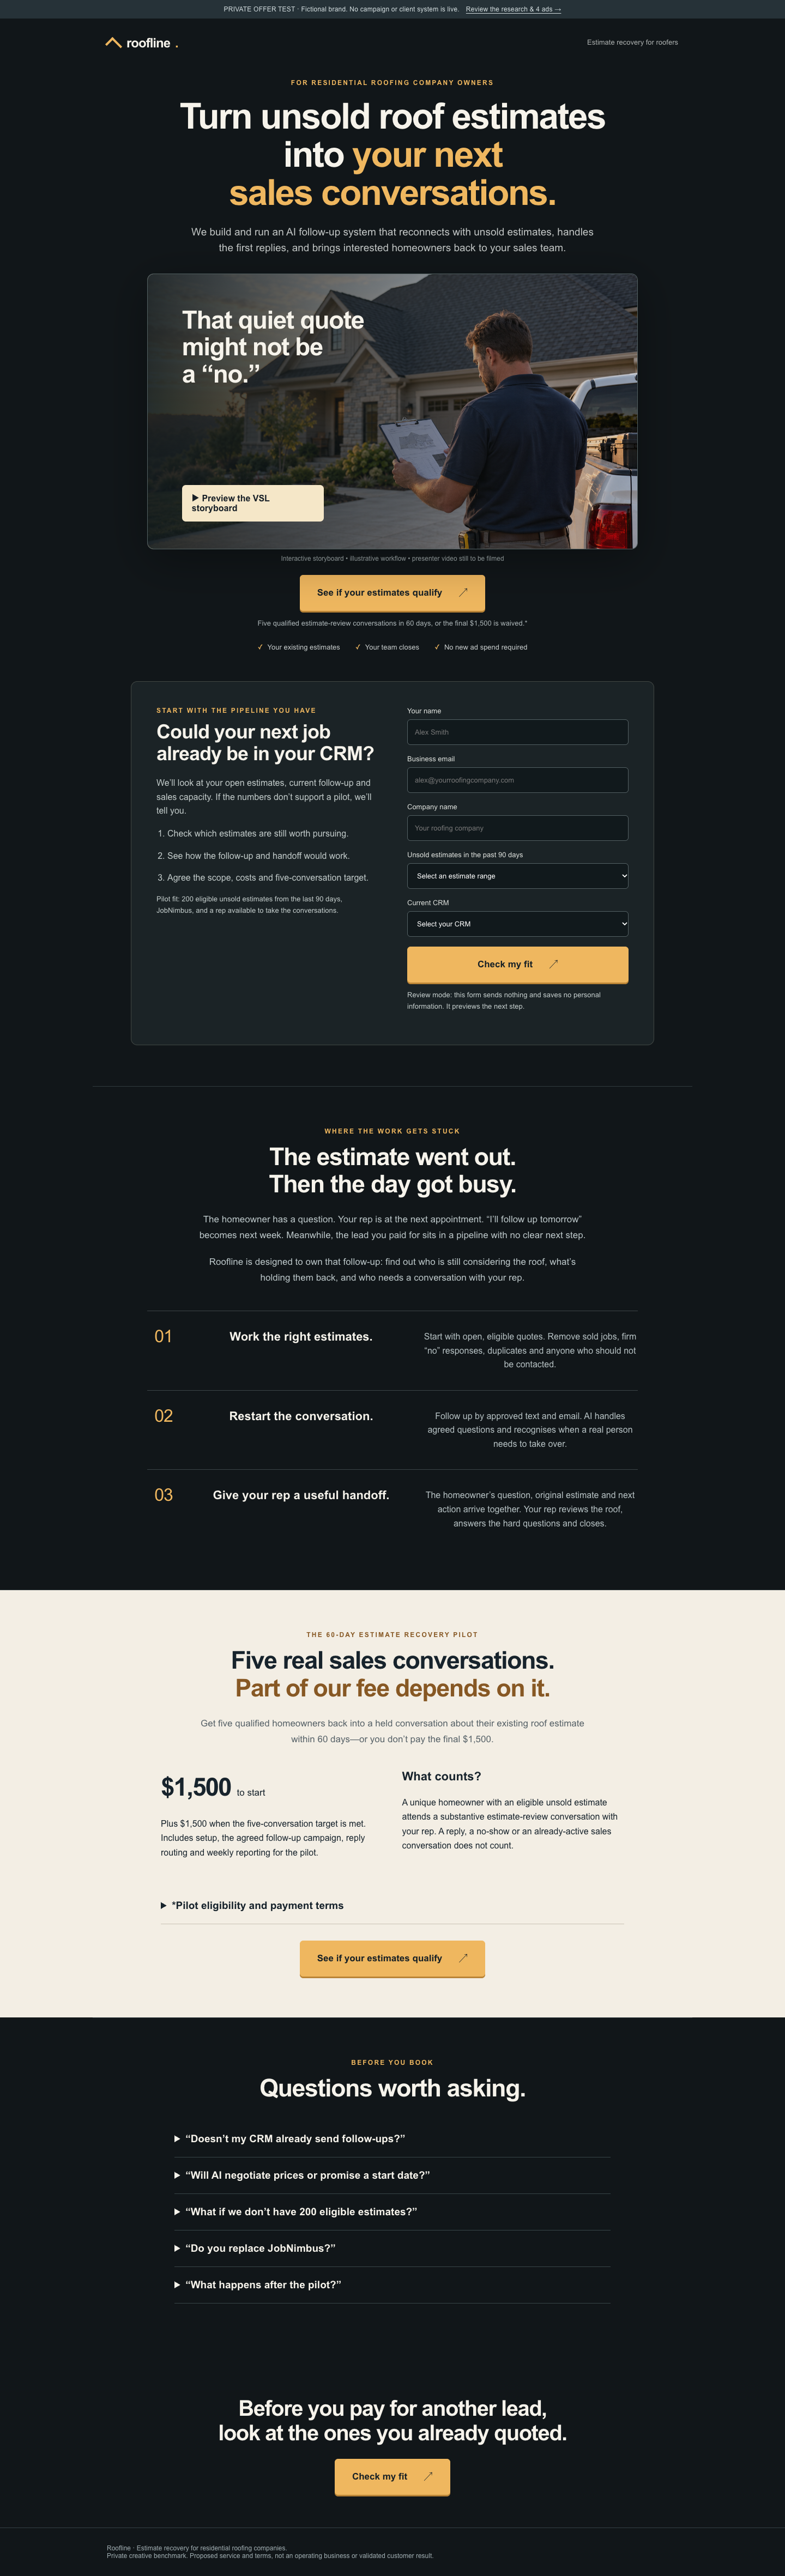 PRIVATE OFFER TEST · Fictional brand. No campaign or client system is live. Review the research & 4 ads →
roofline.
Estimate recovery for roofers
FOR RESIDENTIAL ROOFING COMPANY OWNERS
Turn unsold roof estimates
into your next
sales conversations.
We build and run an AI follow-up system that reconnects with unsold estimates, handles
the first replies, and brings interested homeowners back to your sales team.
That quiet quote
might not be
a “no.”
▶ Preview the VSL
storyboard
Interactive storyboard • illustrative workflow • presenter video still to be filmed
See if your estimates qualify ↗
Five qualified estimate-review conversations in 60 days, or the final $1,500 is waived.*
✓ Your existing estimates ✓ Your team closes ✓ No new ad spend required
START WITH THE PIPELINE YOU HAVE
Could your next job
already be in your CRM?
We’ll look at your open estimates, current follow-up and
sales capacity. If the numbers don’t support a pilot, we’ll
tell you.
1. Check which estimates are still worth pursuing.
2. See how the follow-up and handoff would work.
3. Agree the scope, costs and five-conversation target.
Pilot fit: 200 eligible unsold estimates from the last 90 days,
JobNimbus, and a rep available to take the conversations.
Your name
Alex Smith
Business email
alex@yourroofingcompany.com
Company name
Your roofing company
Unsold estimates in the past 90 days
Select an estimate range
Current CRM
Select your CRM
Check my fit ↗
Review mode: this form sends nothing and saves no personal
information. It previews the next step.
WHERE THE WORK GETS STUCK
The estimate went out.
Then the day got busy.
The homeowner has a question. Your rep is at the next appointment. “I’ll follow up tomorrow”
becomes next week. Meanwhile, the lead you paid for sits in a pipeline with no clear next step.
Roofline is designed to own that follow-up: find out who is still considering the roof, what’s
holding them back, and who needs a conversation with your rep.
01
Work the right estimates.
Start with open, eligible quotes. Remove sold jobs, firm
“no” responses, duplicates and anyone who should not
be contacted.
02
Restart the conversation.
Follow up by approved text and email. AI handles
agreed questions and recognises when a real person
needs to take over.
03
Give your rep a useful handoff.
The homeowner’s question, original estimate and next
action arrive together. Your rep reviews the roof,
answers the hard questions and closes.
THE 60-DAY ESTIMATE RECOVERY PILOT
Five real sales conversations.
Part of our fee depends on it.
Get five qualified homeowners back into a held conversation about their existing roof estimate
within 60 days—or you don’t pay the final $1,500.
$1,500 to start
Plus $1,500 when the five-conversation target is met.
Includes setup, the agreed follow-up campaign, reply
routing and weekly reporting for the pilot.
What counts?
A unique homeowner with an eligible unsold estimate
attends a substantive estimate-review conversation with
your rep. A reply, a no-show or an already-active sales
conversation does not count.
▶ *Pilot eligibility and payment terms
See if your estimates qualify ↗
BEFORE YOU BOOK
Questions worth asking.
▶ “Doesn’t my CRM already send follow-ups?”
▶ “Will AI negotiate prices or promise a start date?”
▶ “What if we don’t have 200 eligible estimates?”
▶ “Do you replace JobNimbus?”
▶ “What happens after the pilot?”
Before you pay for another lead,
look at the ones you already quoted.
Check my fit ↗
Roofline · Estimate recovery for residential roofing companies.
Private creative benchmark. Proposed service and terms, not an operating business or validated customer result.